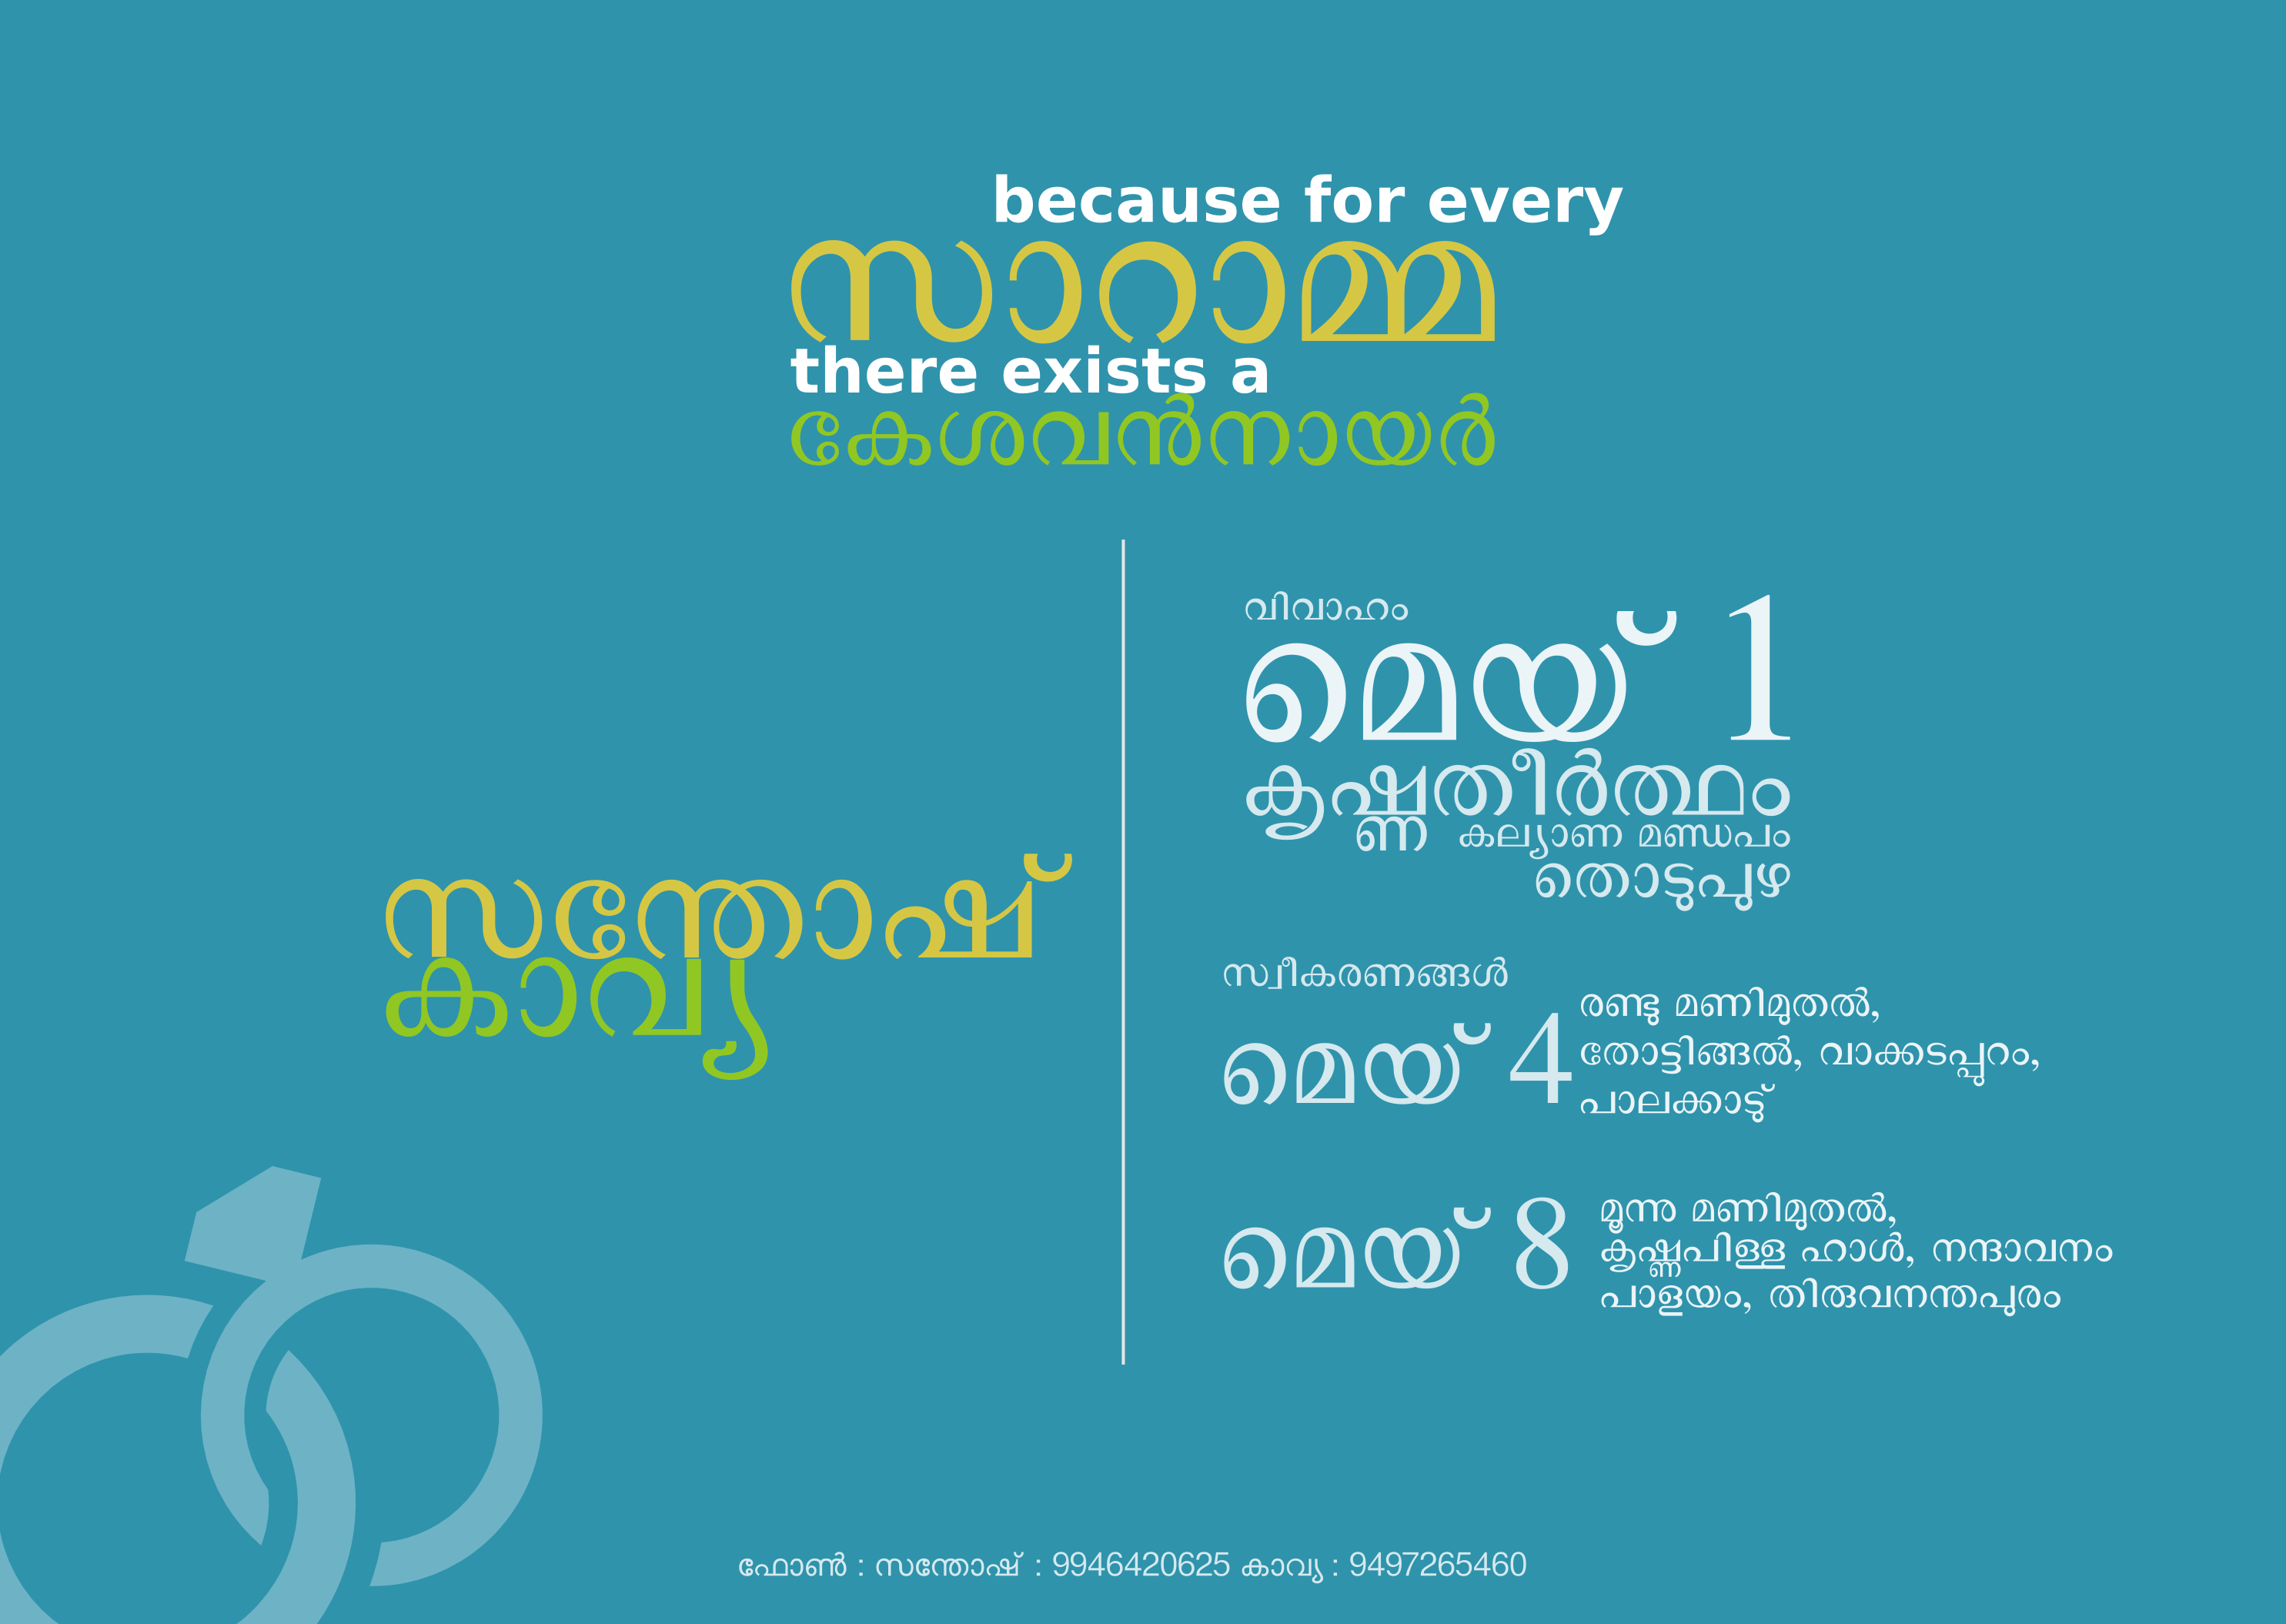 because for every
സാറാമ്മ
there exists a
കേശവൻനായർ
സന്തോഷ്
കാവ്യ
വിവാഹം
മെയ് 1
കൃഷ്ണതീർത്ഥം
കല്യാണ മണ്ഡപം
തൊടുപുഴ
സ്വീകരണങ്ങൾ
മെയ് 4
രണ്ടു മണിമുതൽ,
തോട്ടിങ്ങൽ, വാക്കടപ്പുറം,
പാലക്കാട്ടു്
മെയ് 8
മൂന്നു മണിമുതൽ,
കൃഷ്ണപിള്ള ഹാൾ, നന്ദാവനം
പാളയം, തിരുവനന്തപുരം
ഫോൺ : സന്തോഷ് : 9946420625 കാവ്യ : 9497265460